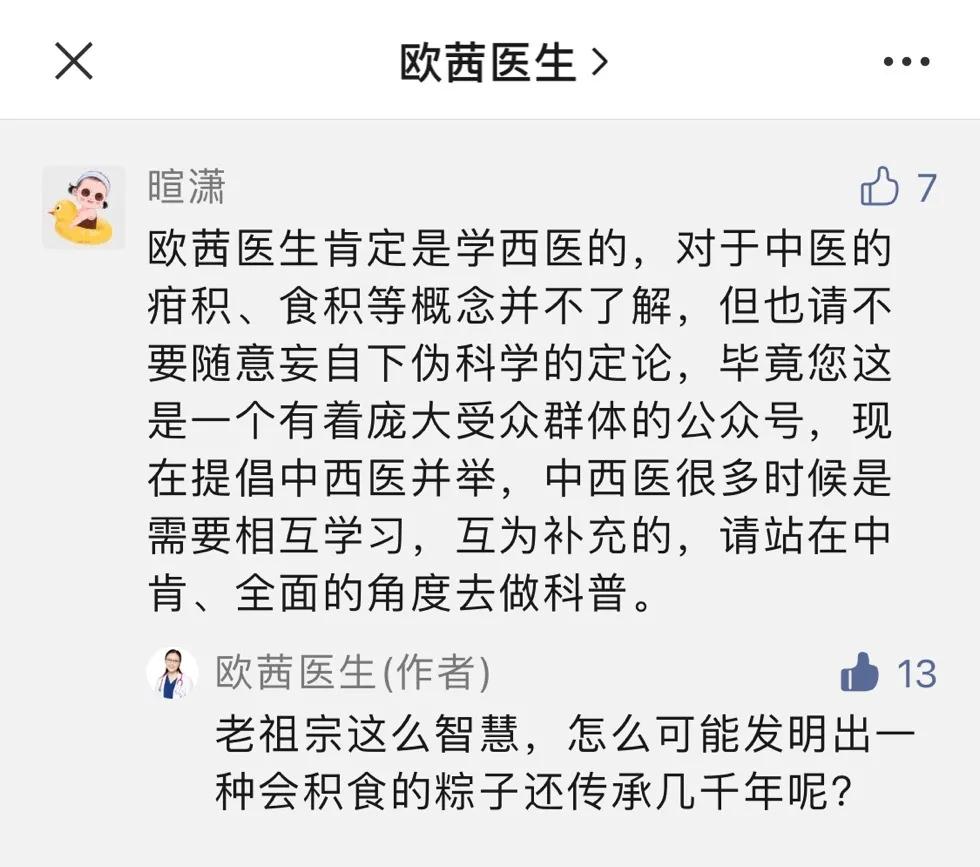 欧茜医生
暄潇
7
欧茜医生肯定是学西医的，对于中医的
疳积、食积等概念并不了解，但也请不
要随意妄自下伪科学的定论，毕竟您这
是一个有着庞大受众群体的公众号，现
在提倡中西医并举，中西医很多时候是
需要相互学习，互为补充的，请站在中
肯、全面的角度去做科普。
欧茜医生(作者)
13
老祖宗这么智慧，怎么可能发明出一
种会积食的粽子还传承几千年呢？